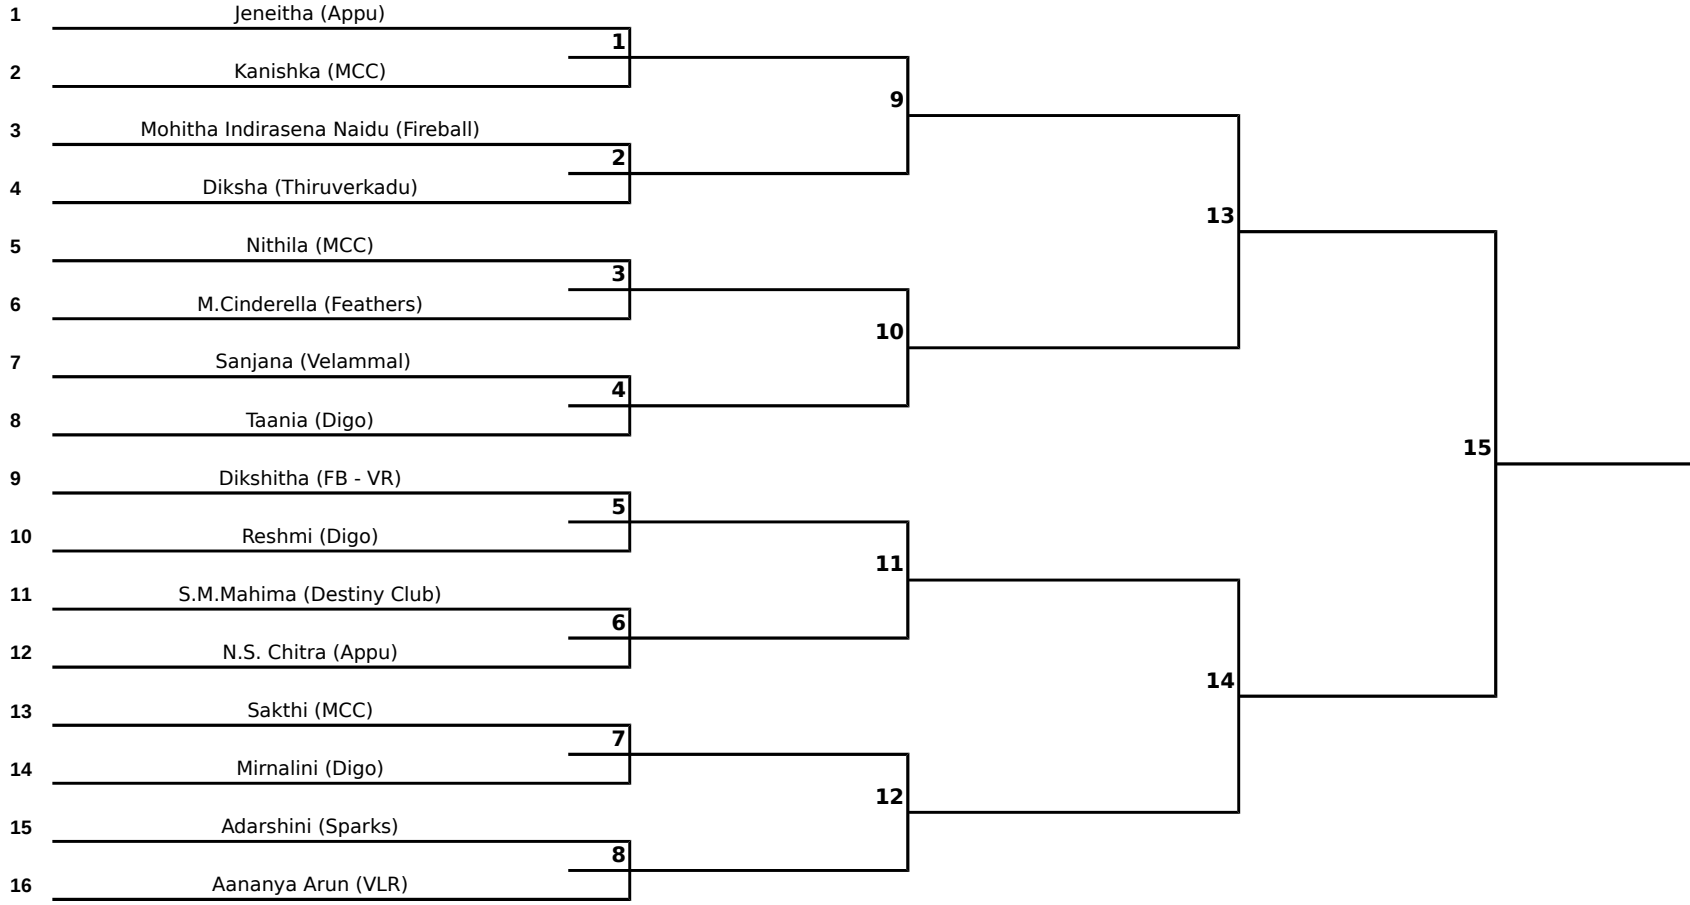 1 Jeneitha (Appu)
1
2 Kanishka (MCC)
9
3 Mohitha Indirasena Naidu (Fireball)
2
4 Diksha (Thiruverkadu)
13
5 Nithila (MCC)
3
6 M.Cinderella (Feathers)
10
7 Sanjana (Velammal)
4
8 Taania (Digo)
15
9 Dikshitha (FB - VR)
5
10 Reshmi (Digo)
11
11 S.M.Mahima (Destiny Club)
6
12 N.S. Chitra (Appu)
14
13 Sakthi (MCC)
7
14 Mirnalini (Digo)
12
15 Adarshini (Sparks)
8
16 Aananya Arun (VLR)